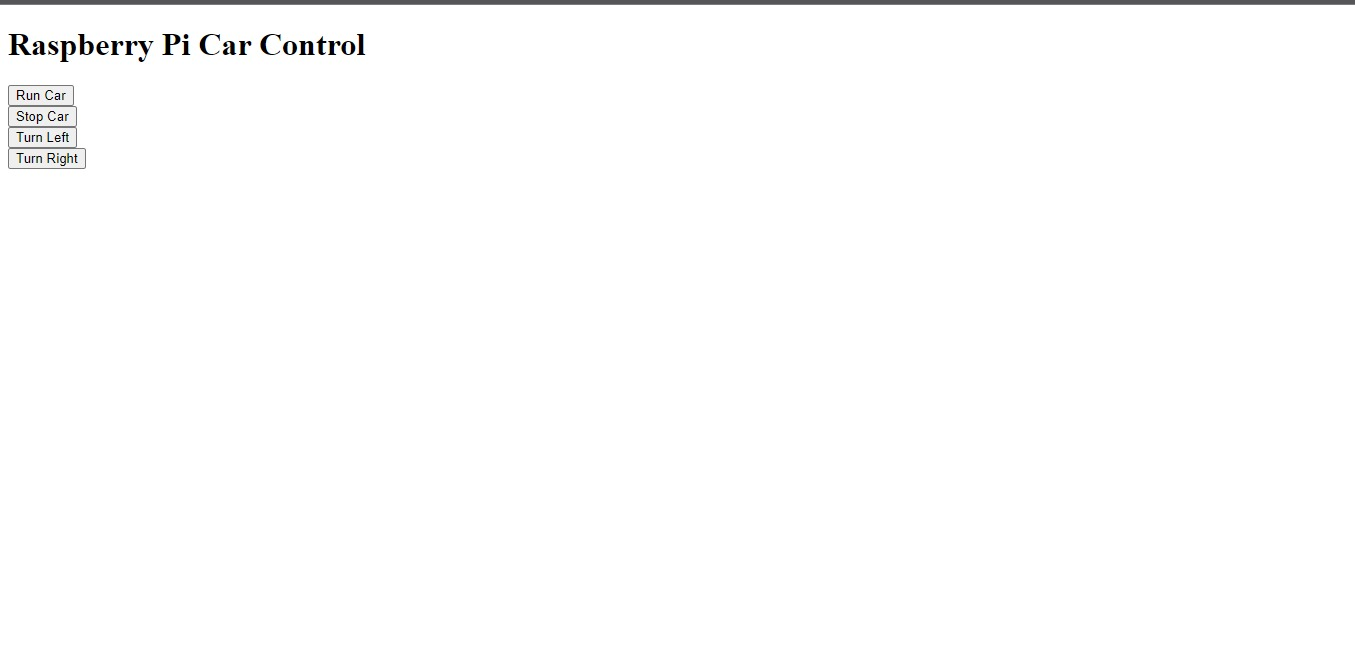 Raspberry Pi Car Control
Run Car
Stop Car
Turn Left
Turn Right